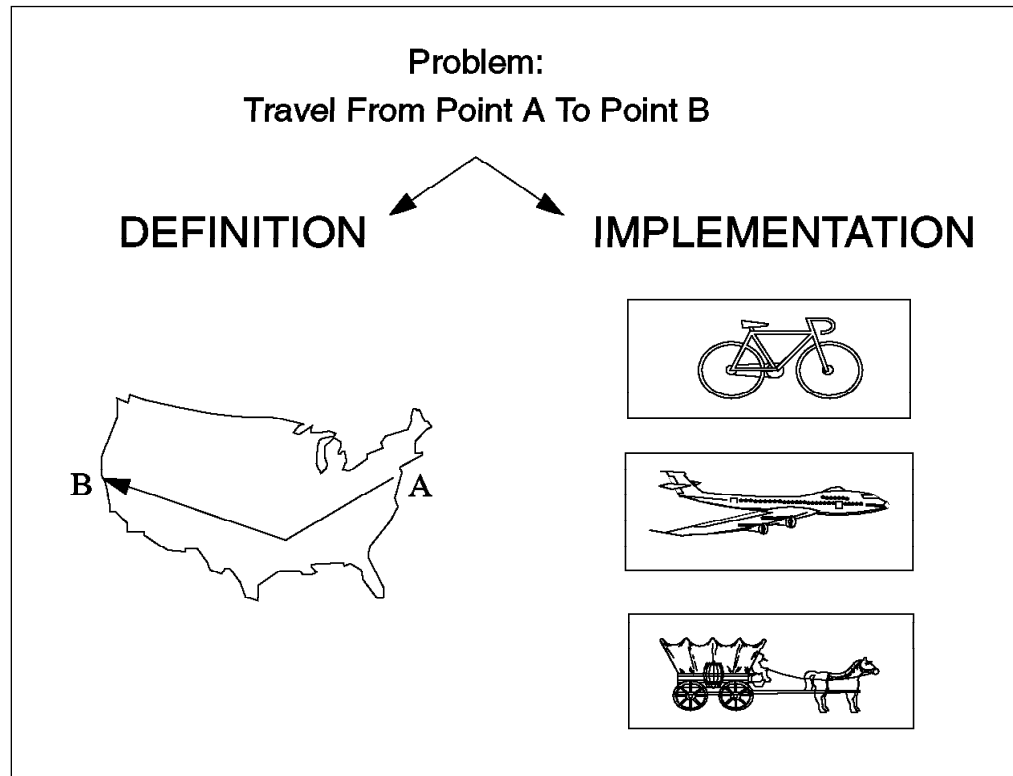 Problem:
Travel From Point A To Point B
DEFINITION
IMPLEMENTATION
B
A